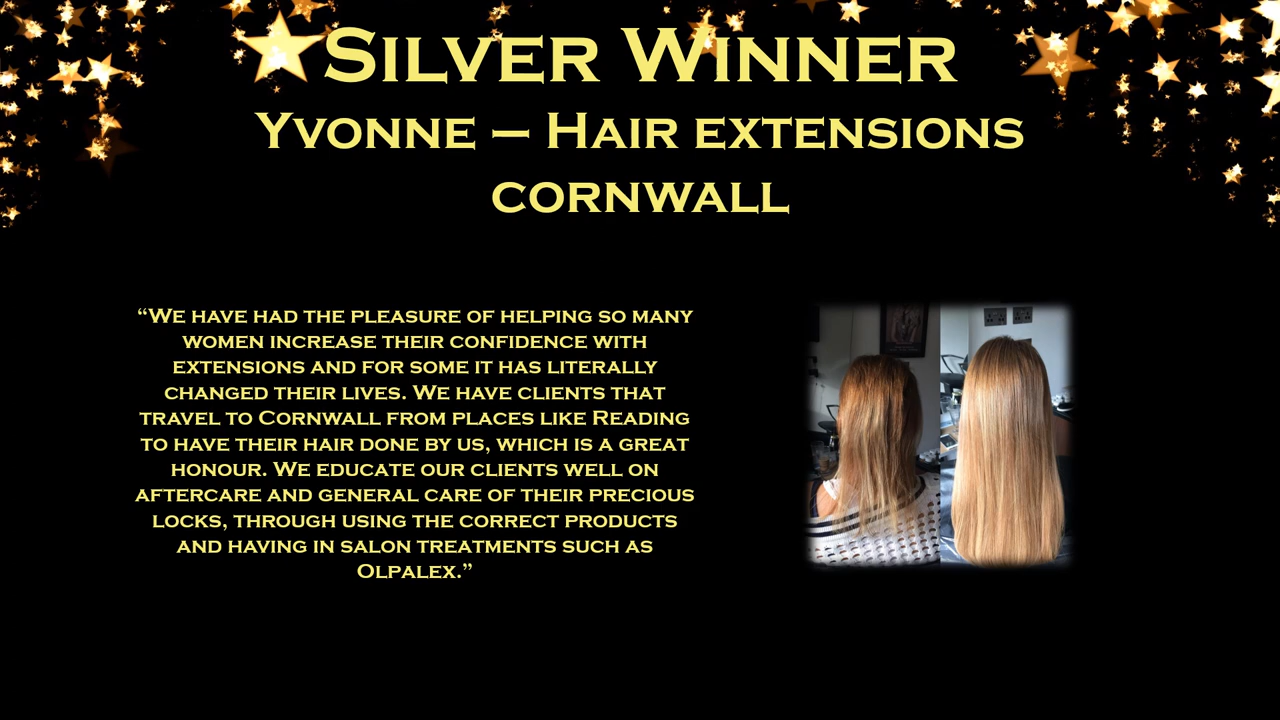 Silver Winner
Yvonne – Hair extensions
cornwall
“We have had the pleasure of helping so many
women increase their confidence with
extensions and for some it has literally
changed their lives. We have clients that
travel to Cornwall from places like Reading
to have their hair done by us, which is a great
honour. We educate our clients well on
aftercare and general care of their precious
locks, through using the correct products
and having in salon treatments such as
Olpalex.”